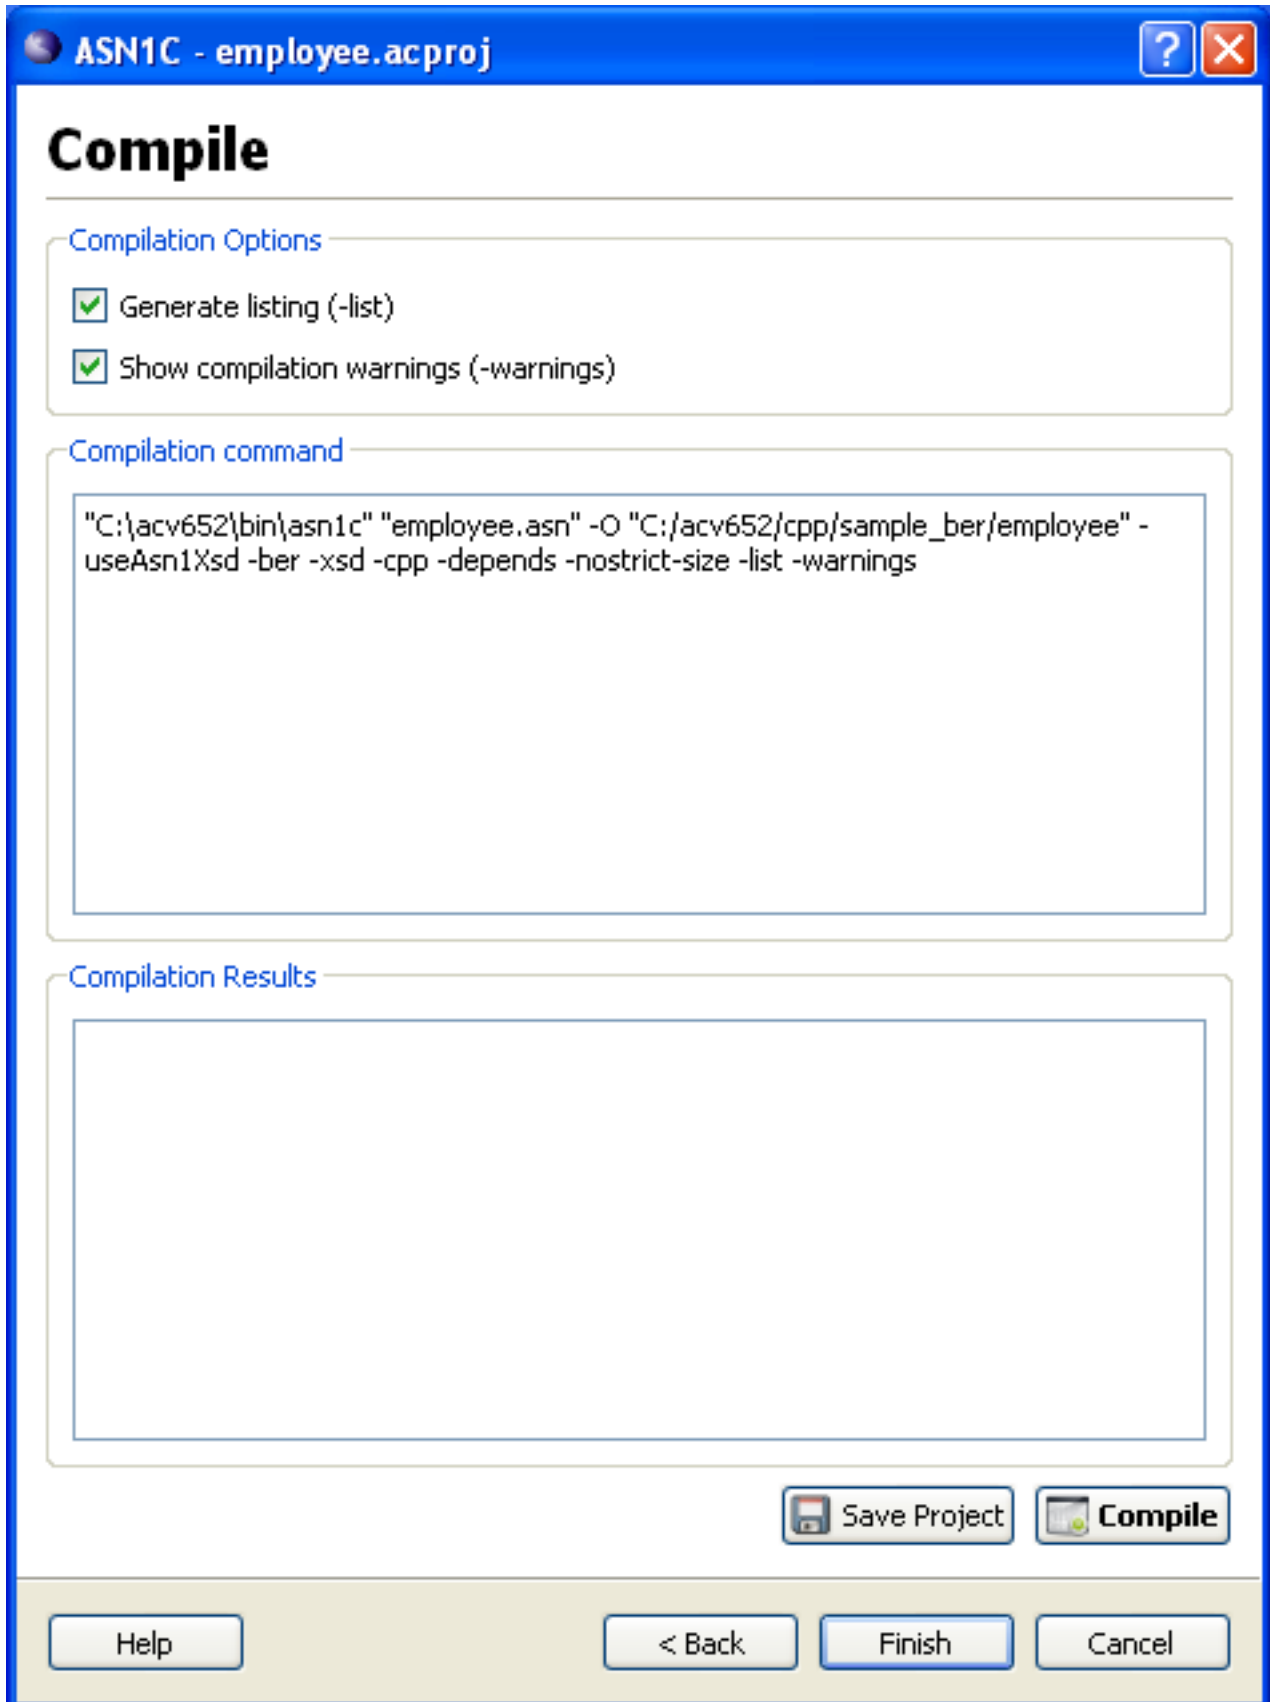 ASN1C - employee.acproj
Compile
Compilation Options
Generate listing (-list)
Show compilation warnings (-warnings)
Compilation command
"C:\acv652\bin\asn1c" "employee.asn" -O "C:/acv652/cpp/sample_ber/employee" -
useAsn1Xsd -ber -xsd -cpp -depends -nostrict-size -list -warnings
Compilation Results
Save Project
Compile
Help
< Back
Finish
Cancel